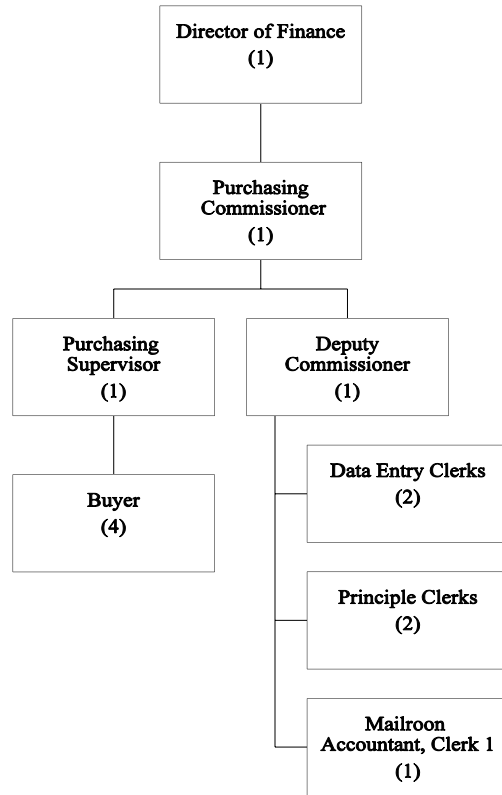 Director of Finance
(1)
Purchasing
Commissioner
(1)
Purchasing
Supervisor
(1)
Deputy
Commissioner
(1)
Buyer
(4)
Data Entry Clerks
(2)
Principle Clerks
(2)
Mailroon
Accountant, Clerk 1
(1)